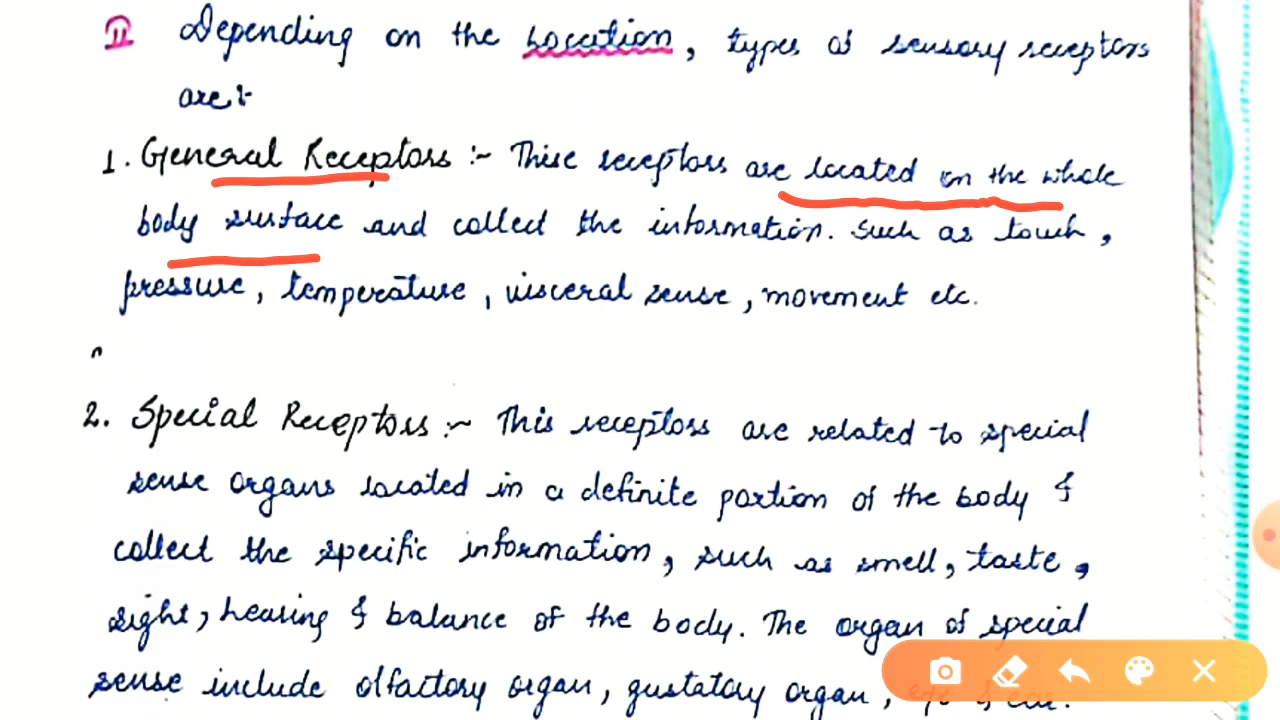 II Depending on the Location, types of sensory receptors
are:-
1. General Receptors :- These receptors are located on the whole
body surface and collect the information. Such as touch,
pressure, temperature, visceral sense, movement etc.
2. Special Receptors :- This receptors are related to special
sense organs located in a definite portion of the body &
collect the specific information, such as smell, taste,
sight, hearing & balance of the body. The organ of special
sense include olfactory organ, gustatory organ, eye & ear.